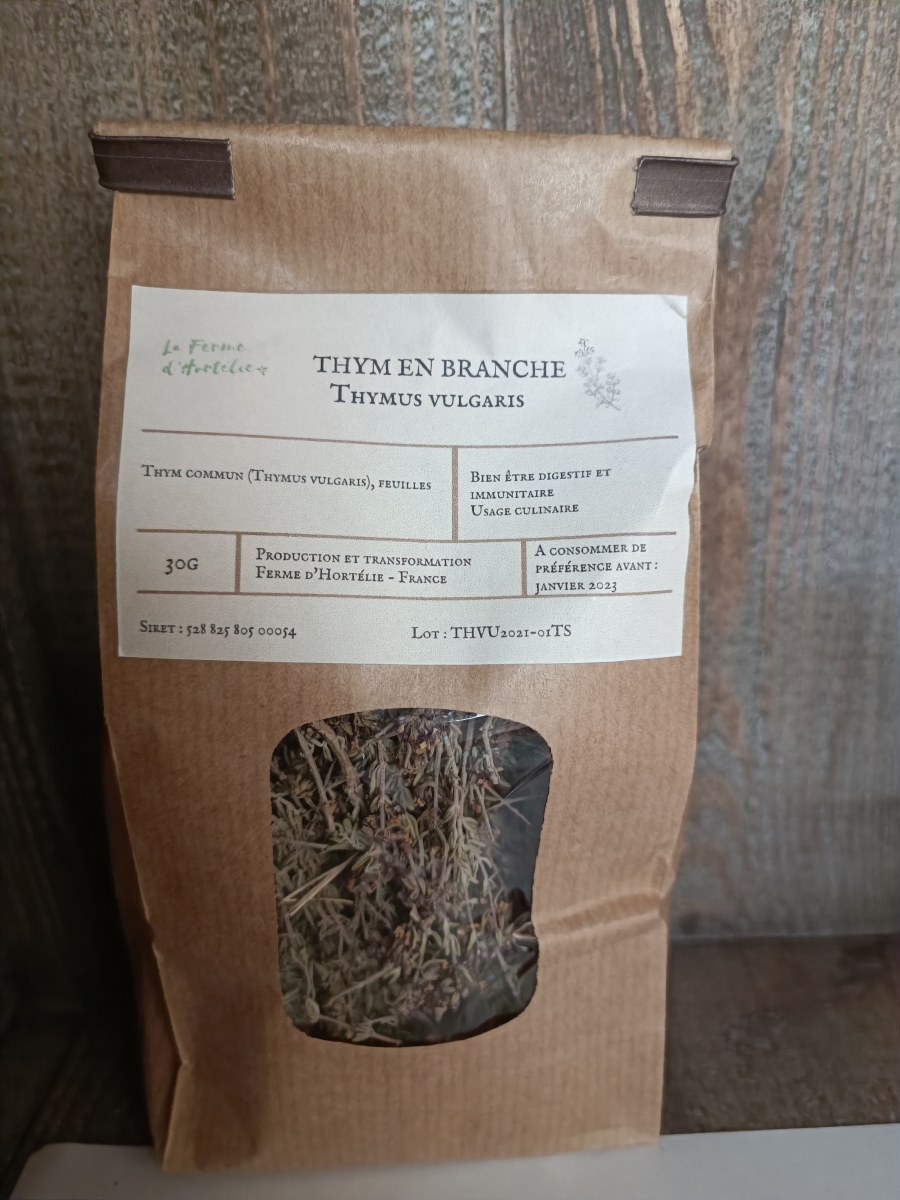 La Ferme
d'Hortélie
THYM EN BRANCHE
THYMUS VULGARIS
THYM COMMUN (THYMUS VULGARIS), FEUILLES
BIEN ÊTRE DIGESTIF ET
IMMUNITAIRE
USAGE CULINAIRE
30G
PRODUCTION ET TRANSFORMATION
FERME D'HORTÉLIE - FRANCE
A CONSOMMER DE
PRÉFÉRENCE AVANT :
JANVIER 2023
SIRET : 528 825 805 00054
LOT : THVU2021-01TS